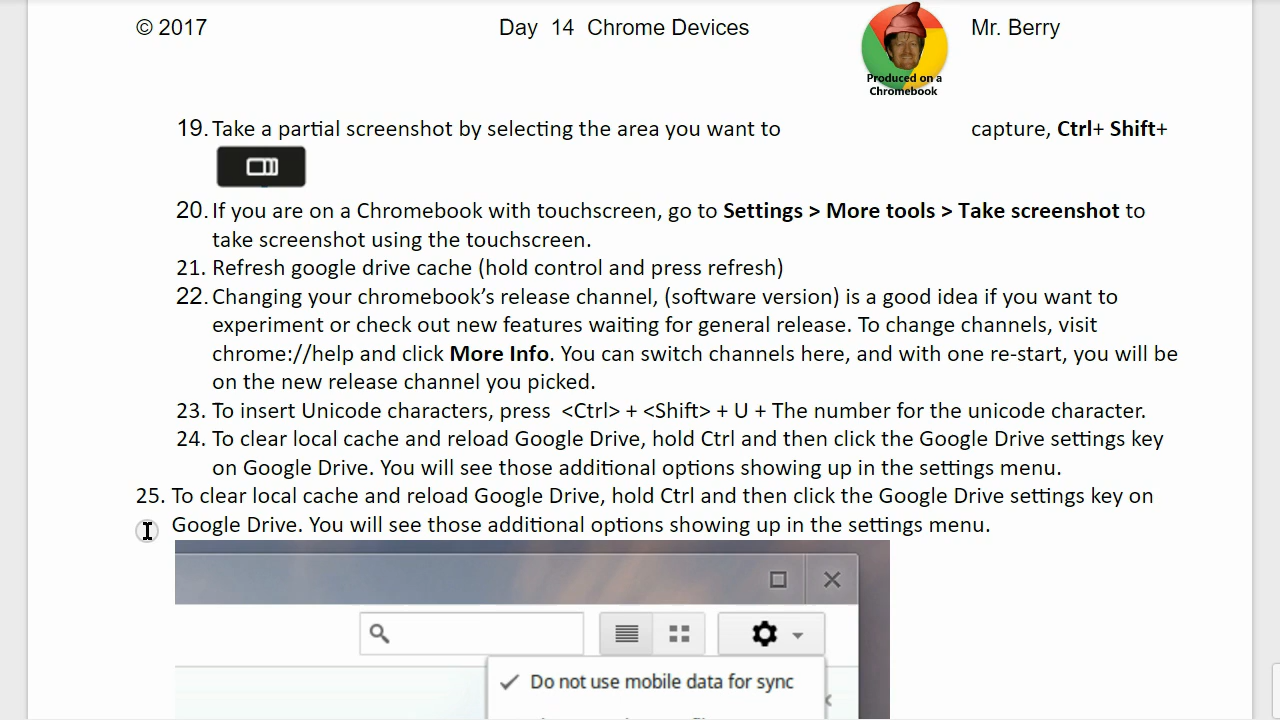 © 2017 Day 14 Chrome Devices Mr. Berry
Produced on a
Chromebook
19. Take a partial screenshot by selecting the area you want to capture, Ctrl+ Shift+
20. If you are on a Chromebook with touchscreen, go to Settings > More tools > Take screenshot to
take screenshot using the touchscreen.
21. Refresh google drive cache (hold control and press refresh)
22. Changing your chromebook’s release channel, (software version) is a good idea if you want to
experiment or check out new features waiting for general release. To change channels, visit
chrome://help and click More Info. You can switch channels here, and with one re-start, you will be
on the new release channel you picked.
23. To insert Unicode characters, press <Ctrl> + <Shift> + U + The number for the unicode character.
24. To clear local cache and reload Google Drive, hold Ctrl and then click the Google Drive settings key
on Google Drive. You will see those additional options showing up in the settings menu.
25. To clear local cache and reload Google Drive, hold Ctrl and then click the Google Drive settings key on
Google Drive. You will see those additional options showing up in the settings menu.
Do not use mobile data for sync